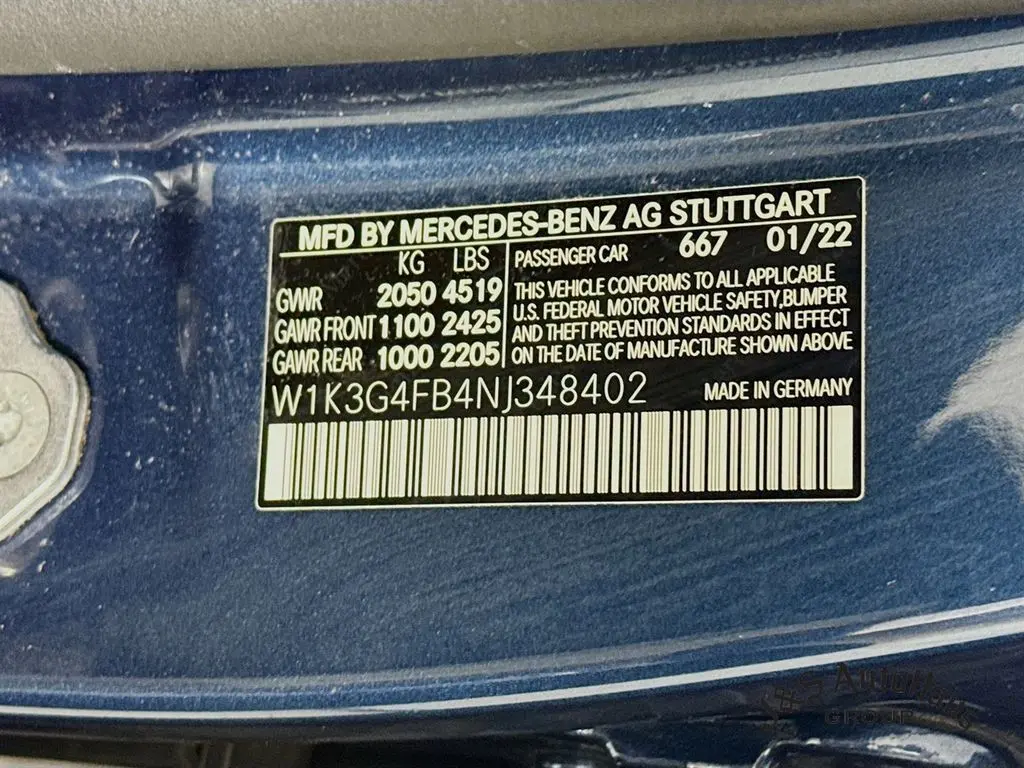 MFD BY MERCEDES-BENZ AG STUTTGART
KG LBS
GVWR 2050 4519
GAWR FRONT 1100 2425
GAWR REAR 1000 2205
PASSENGER CAR 667 01/22
THIS VEHICLE CONFORMS TO ALL APPLICABLE
U.S. FEDERAL MOTOR VEHICLE SAFETY,BUMPER
AND THEFT PREVENTION STANDARDS IN EFFECT
ON THE DATE OF MANUFACTURE SHOWN ABOVE
W1K3G4FB4NJ348402
MADE IN GERMANY
GROUP